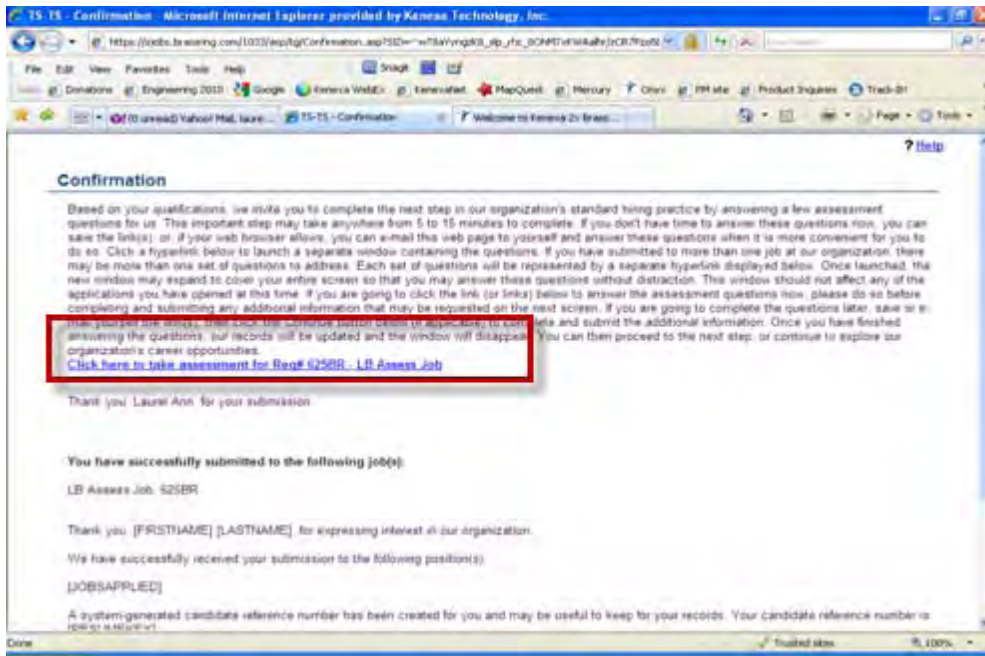 TS-TS - Confirmation - Microsoft Internet Explorer provided by Kenexa Technology, Inc.
File Edit View Favorites Tools Help Snagit
Donations Engineering 2010 Google Kenexa WebEx KenexaNet MapQuest Mercury Onyx PM site Product Inquiries Track-It!
(0 unread) Yahoo! Mail, laure... TS-TS - Confirmation Welcome to Kenexa 2x Brass... Page Tools
? Help
Confirmation
Based on your qualifications, we invite you to complete the next step in our organization's standard hiring practice by answering a few assessment
questions for us. This important step may take anywhere from 5 to 15 minutes to complete. If you don't have time to answer these questions now, you can
save the link(s) or, if your web browser allows, you can e-mail this web page to yourself and answer these questions when it is more convenient for you to
do so. Click a hyperlink below to launch a separate window containing the questions. If you have submitted to more than one job at our organization, there
may be more than one set of questions to address. Each set of questions will be represented by a separate hyperlink displayed below. Once launched, the
new window may expand to cover your entire screen so that you may answer these questions without distraction. This window should not affect any of the
applications you have opened at this time. If you are going to click the link (or links) below to answer the assessment questions now, please do so before
completing and submitting any additional information that may be requested on the next screen. If you are going to complete the questions later, save or e-
mail yourself the link(s), then click the Continue button below (if applicable) to complete and submit the additional information. Once you have finished
answering the questions, our records will be updated and the window will disappear. You can then proceed to the next step, or continue to explore our
organization's career opportunities.
Click here to take assessment for Req# 625BR - LB Assess Job
Thank you Laurel Ann for your submission
You have successfully submitted to the following job(s):
LB Assess Job, 625BR
Thank you [FIRSTNAME] [LASTNAME] for expressing interest in our organization.
We have successfully received your submission to the following position(s)
[JOBSAPPLIED]
A system-generated candidate reference number has been created for you and may be useful to keep for your records. Your candidate reference number is
Done Trusted sites 100%